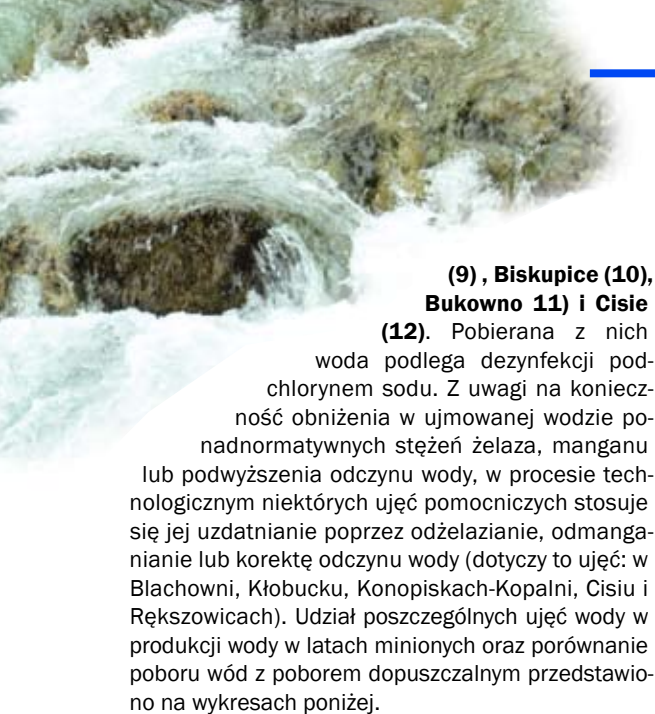 (9) , Biskupice (10),
Bukowno 11) i Cisie
(12). Pobierana z nich
woda podlega dezynfekcji pod-
chlorynem sodu. Z uwagi na koniecz-
ność obniżenia w ujmowanej wodzie po-
nadnormatywnych stężeń żelaza, manganu
lub podwyższenia odczynu wody, w procesie tech-
nologicznym niektórych ujęć pomocniczych stosuje
się jej uzdatnianie poprzez odżelazianie, odmanga-
nianie lub korektę odczynu wody (dotyczy to ujęć: w
Blachowni, Kłobucku, Konopiskach-Kopalni, Cisiu i
Rększowicach). Udział poszczególnych ujęć wody w
produkcji wody w latach minionych oraz porównanie
poboru wód z poborem dopuszczalnym przedstawio-
no na wykresach poniżej.